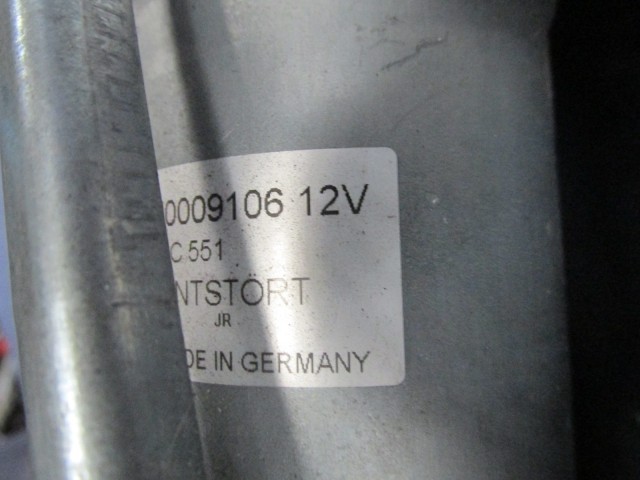 0009106 12V
C 551
NTSTÖRT
JR
DE IN GERMANY